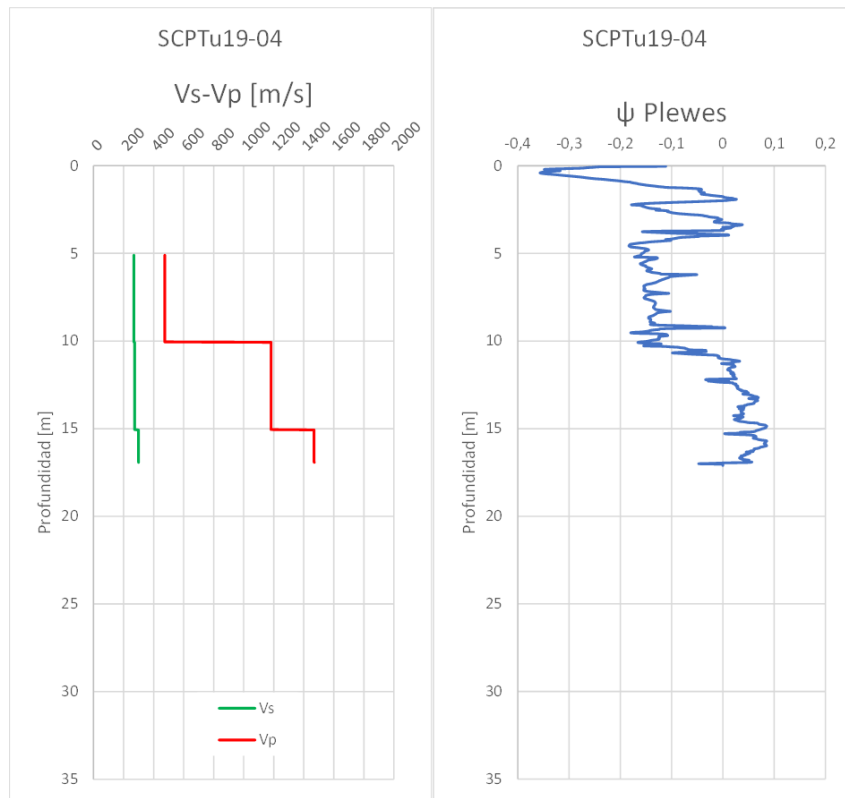 SCPTu19-04
Vs-Vp [m/s]
0 200 400 600 800 1000 1200 1400 1600 1800 2000
0
5
10
15
20
25
30
35
Profundidad [m]
Vs
Vp
SCPTu19-04
ψ Plewes
-0,4 -0,3 -0,2 -0,1 0 0,1 0,2
0
5
10
15
20
25
30
35
Profundidad [m]